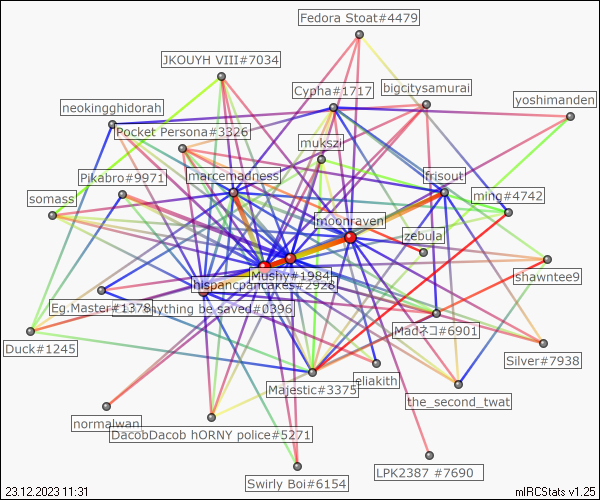 Fedora Stoat#4479
JKOUYH VIII#7034
Cypha#1717
bigcitysamurai
yoshimanden
neokingghidorah
Pocket Persona#3326
mukszi
Pikabro#9971
marcemadness
frisout
somass
ming#4742
moonraven
zebula
Mushy#1984
shawntee9
hispancpancakes#2928
Eg.Master#1378
nything be saved#0396
Madネコ#6901
Duck#1245
Silver#7938
Majestic#3375
eliakith
the_second_twat
normalwan
DacobDacob hORNY police#5271
LPK2387 #7690
Swirly Boi#6154
23.12.2023 11:31
mIRCStats v1.25